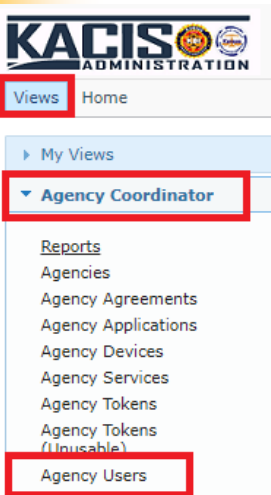 KACIS
ADMINISTRATION
Views Home
My Views
Agency Coordinator
Reports
Agencies
Agency Agreements
Agency Applications
Agency Devices
Agency Services
Agency Tokens
Agency Tokens
(Unusable)
Agency Users